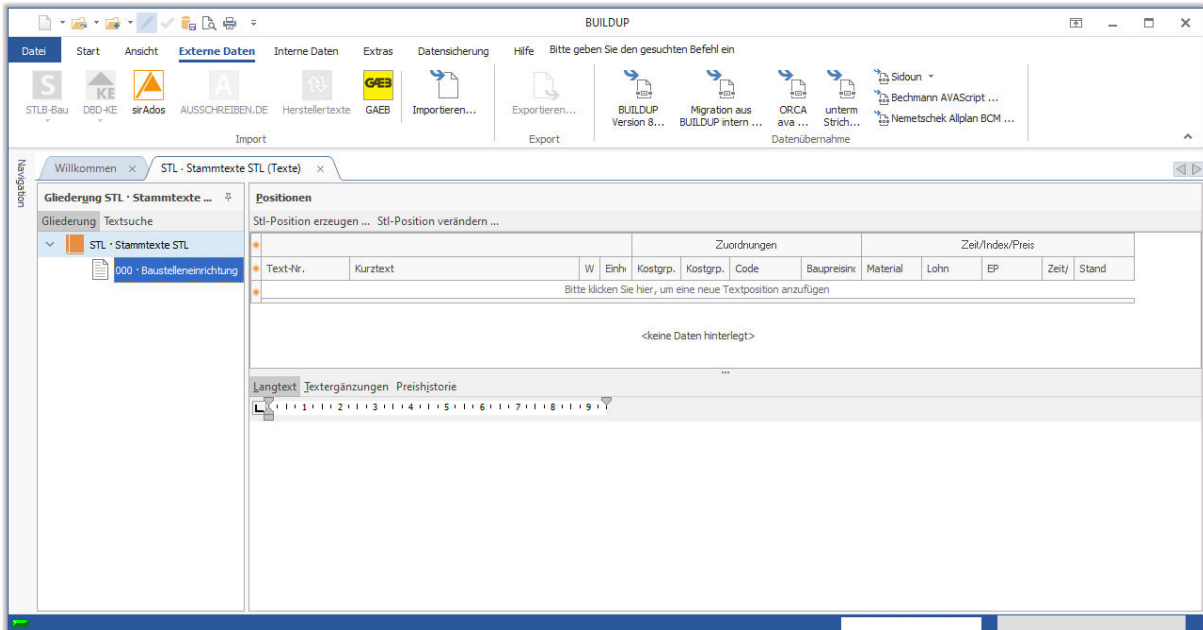 BUILDUP
Datei Start Ansicht Externe Daten Interne Daten Extras Datensicherung Hilfe Bitte geben Sie den gesuchten Befehl ein
S KE A GAEB
STLB-Bau DBD-KE sirAdos AUSSCHREIBEN.DE Herstellertexte GAEB Importieren... Exportieren... BUILDUP Version 8... Migration aus BUILDUP intern ... ORCA ava ... unterm Strich...
Sidoun
Bechmann AVAScript ...
Nemetschek Allplan BCM ...
Import Export Datenübernahme
Navigation
Willkommen × STL · Stammtexte STL (Texte) ×
Gliederung STL · Stammtexte ... Positionen
Gliederung Textsuche Stl-Position erzeugen ... Stl-Position verändern ...
STL · Stammtexte STL
000 · Baustelleneinrichtung
Zuordnungen Zeit/Index/Preis
Text-Nr. Kurztext W Einh Kostgrp. Kostgrp. Code Baupreisin Material Lohn EP Zeit/ Stand
Bitte klicken Sie hier, um eine neue Textposition anzufügen
<keine Daten hinterlegt>
Langtext Textergänzungen Preishistorie
L 1 2 3 4 5 6 7 8 9